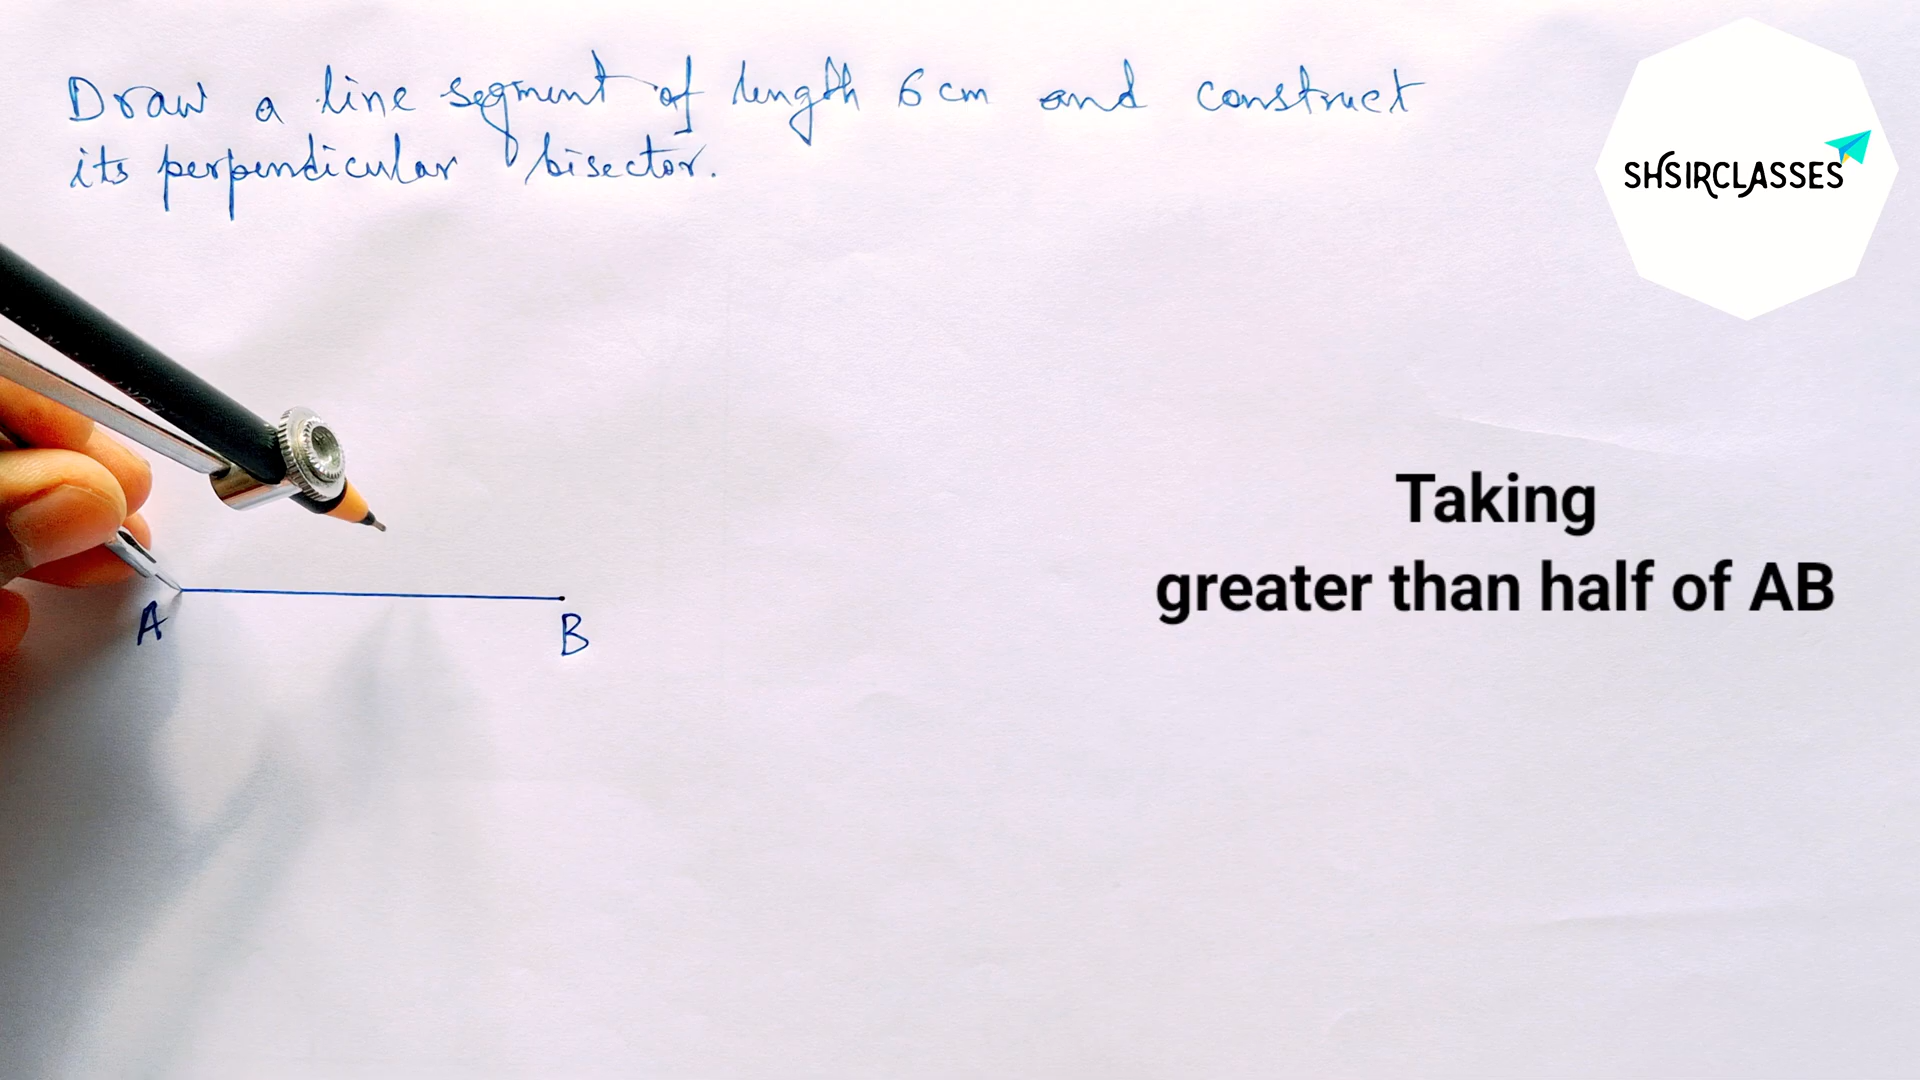 Draw a line segment of length 6 cm and construct
its perpendicular bisector.
SHSIRCLASSES
Taking
greater than half of AB
A
B